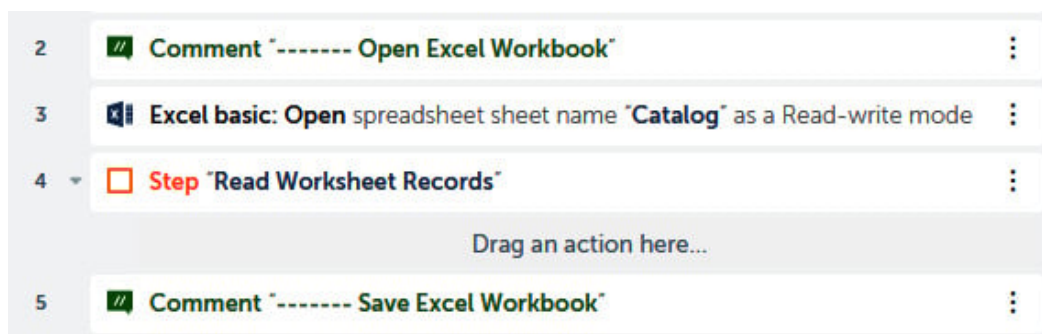 2 // Comment "------- Open Excel Workbook"
3 Excel basic: Open spreadsheet sheet name "Catalog" as a Read-write mode
4 Step "Read Worksheet Records"
Drag an action here...
5 // Comment "------- Save Excel Workbook"